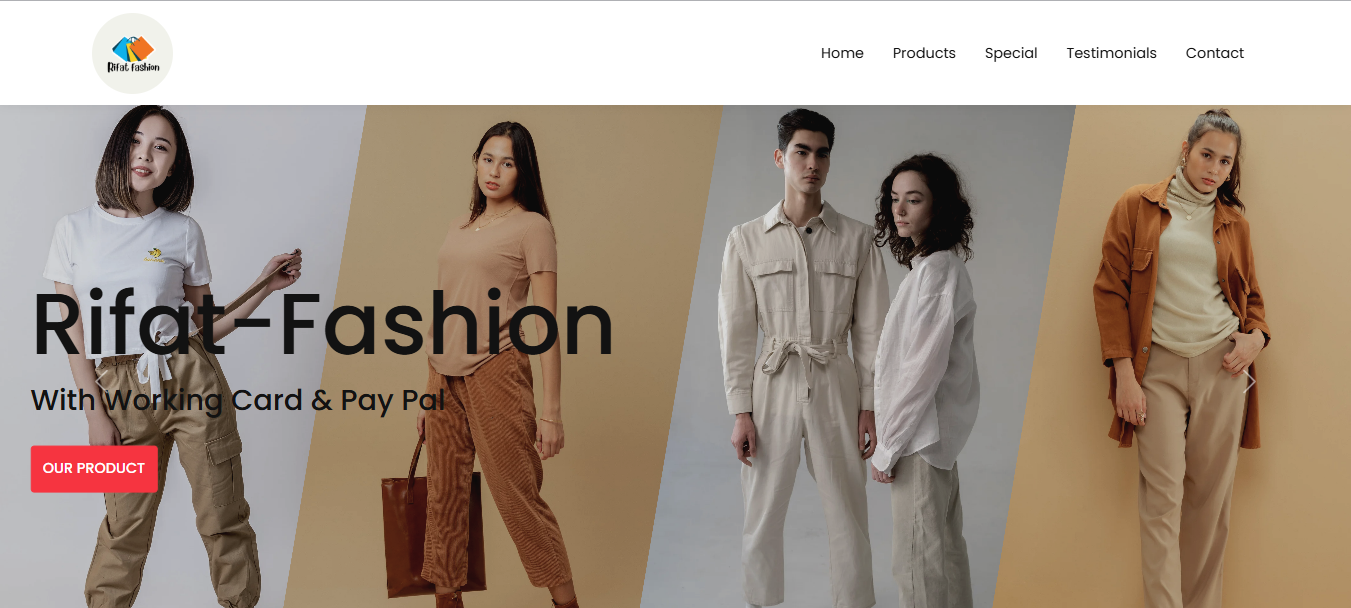 Rifat fashion
Home Products Special Testimonials Contact
Rifat-Fashion
With Working Card & Pay Pal
OUR PRODUCT